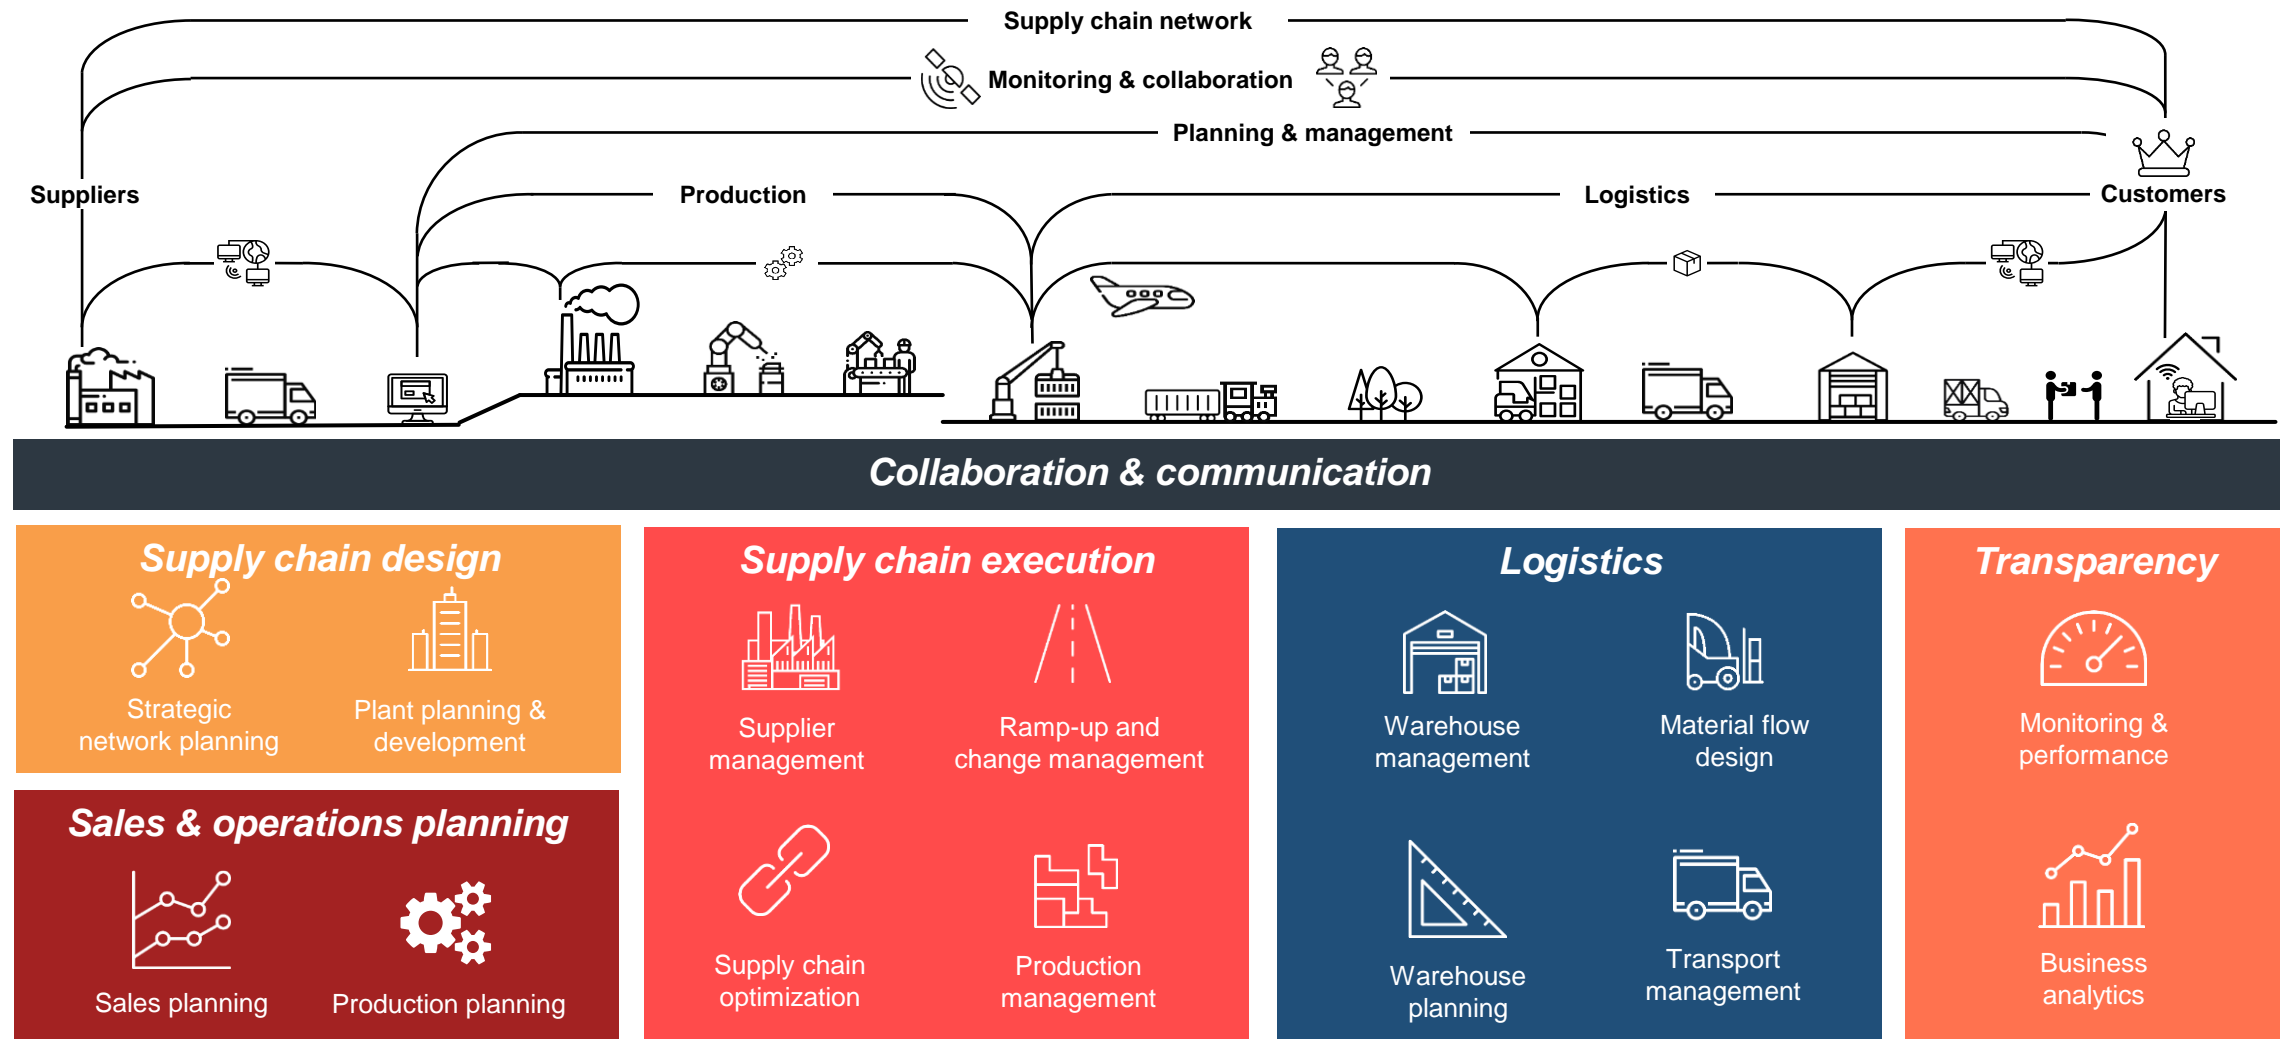 Supply chain network
Monitoring & collaboration
Planning & management
Suppliers
Production
Logistics
Customers
Collaboration & communication
Supply chain design
Strategic
network planning
Plant planning &
development
Sales & operations planning
Sales planning
Production planning
Supply chain execution
Supplier
management
Ramp-up and
change management
Supply chain
optimization
Production
management
Logistics
Warehouse
management
Material flow
design
Warehouse
planning
Transport
management
Transparency
Monitoring &
performance
Business
analytics